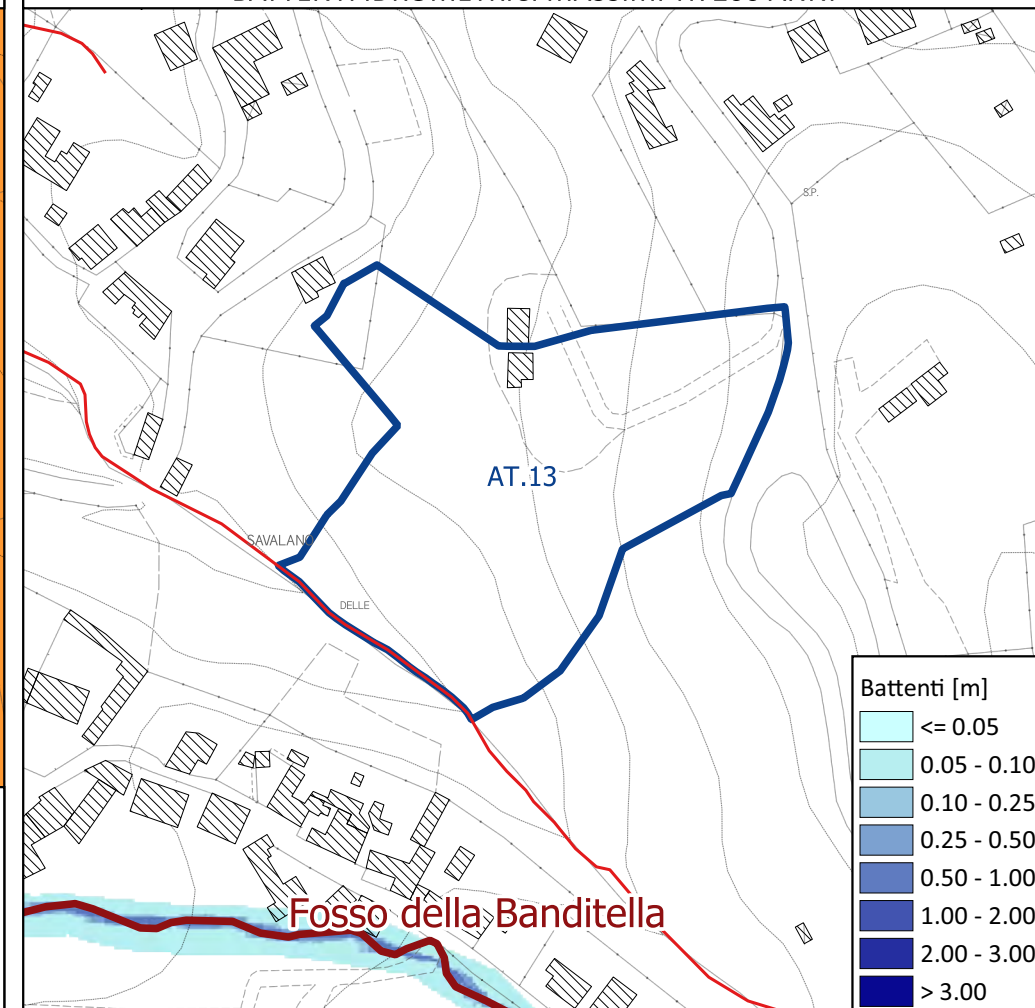 S.P.
AT.13
SAVALANO
DELLE
Fosso della Banditella
Battenti [m]
<= 0.05
0.05 - 0.10
0.10 - 0.25
0.25 - 0.50
0.50 - 1.00
1.00 - 2.00
2.00 - 3.00
> 3.00